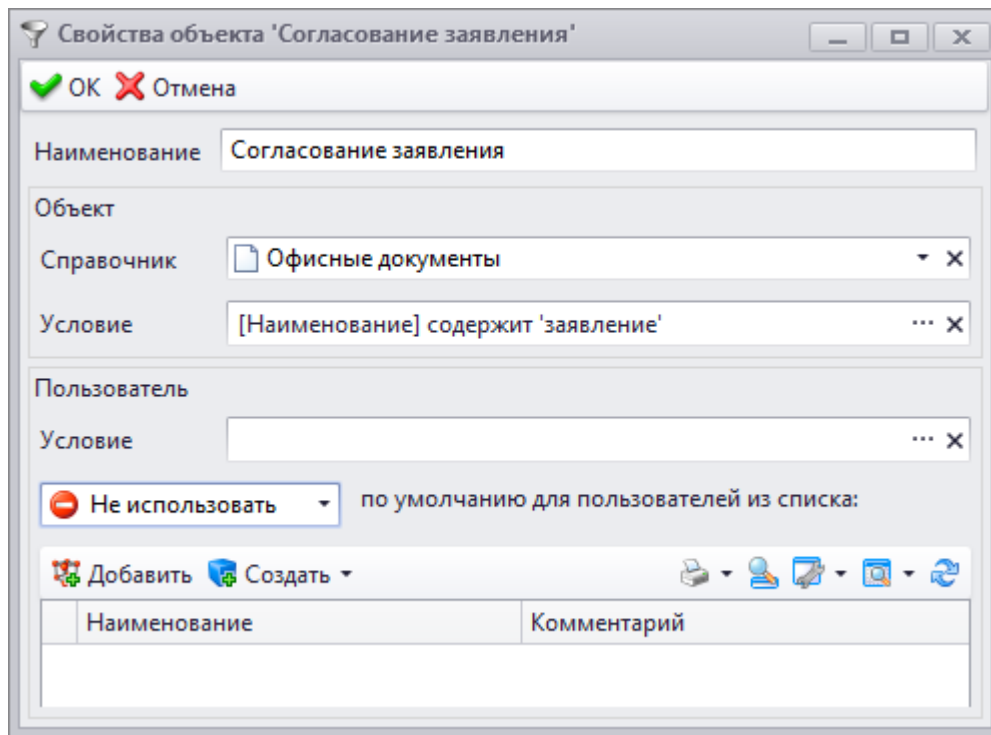 Свойства объекта 'Согласование заявления'
ОК Отмена
Наименование Согласование заявления
Объект
Справочник Офисные документы
Условие [Наименование] содержит 'заявление'
Пользователь
Условие
Не использовать по умолчанию для пользователей из списка:
Добавить Создать
Наименование Комментарий